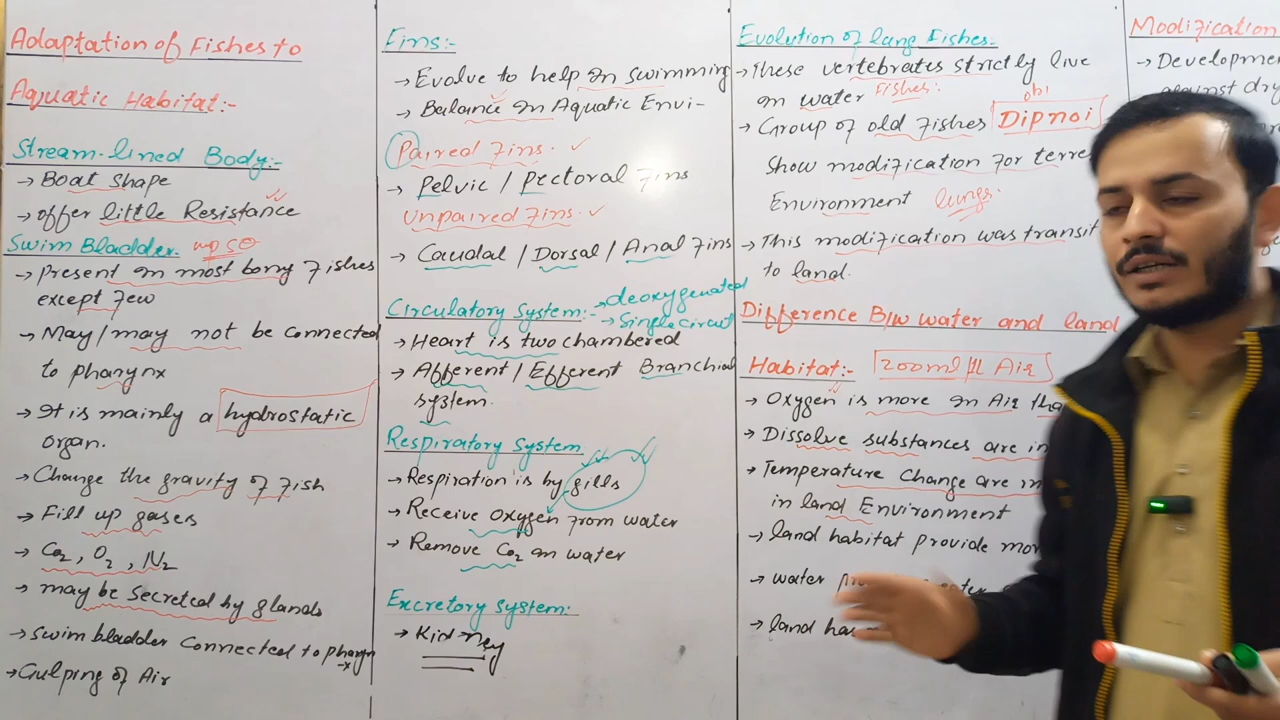 Adaptation of Fishes to
Aquatic Habitat:-
Stream-lined Body:-
→ Boat shape
→ offer little Resistance
Swim Bladder.
→ Present in most bony Fishes
except Few
→ May/may not be connected
to pharynx
→ It is mainly a hydrostatic
organ.
→ Change the gravity of Fish
→ Fill up gases
→ Co2, O2, N2
→ may be secreted by glands
→ swim bladder connected to pharyn
-x
→ Gulping of Air
Fins:-
→ Evolve to help in swimming
→ Balance in Aquatic Envi-
Paired Fins.
→ Pelvic / Pectoral Fins
Unpaired Fins.
→ Caudal / Dorsal / Anal Fins
Circulatory System:- → deoxygenated
→ Single circuit
→ Heart is two chambered
→ Afferent / Efferent Branchial
system.
Respiratory System
→ Respiration is by gills
→ Receive oxygen from water
→ Remove Co2 in water
Excretory system:
→ Kidney
Evolution of lung Fishes:-
→ These vertebrates strictly live
in water Fishes:
→ Group of old Fishes Dipnoi
Show modification for terre
Environment lungs.
→ This modification was transit
to land.
Difference B/w water and land
Habitat:- 200ml/1L Air
→ Oxygen is more in Air tha
→ Dissolve substances are in
→ Temperature change are m
in land Environment
→ land habitat provide mor
→ water
→ land ha
Modification
→ Developmen
against dry